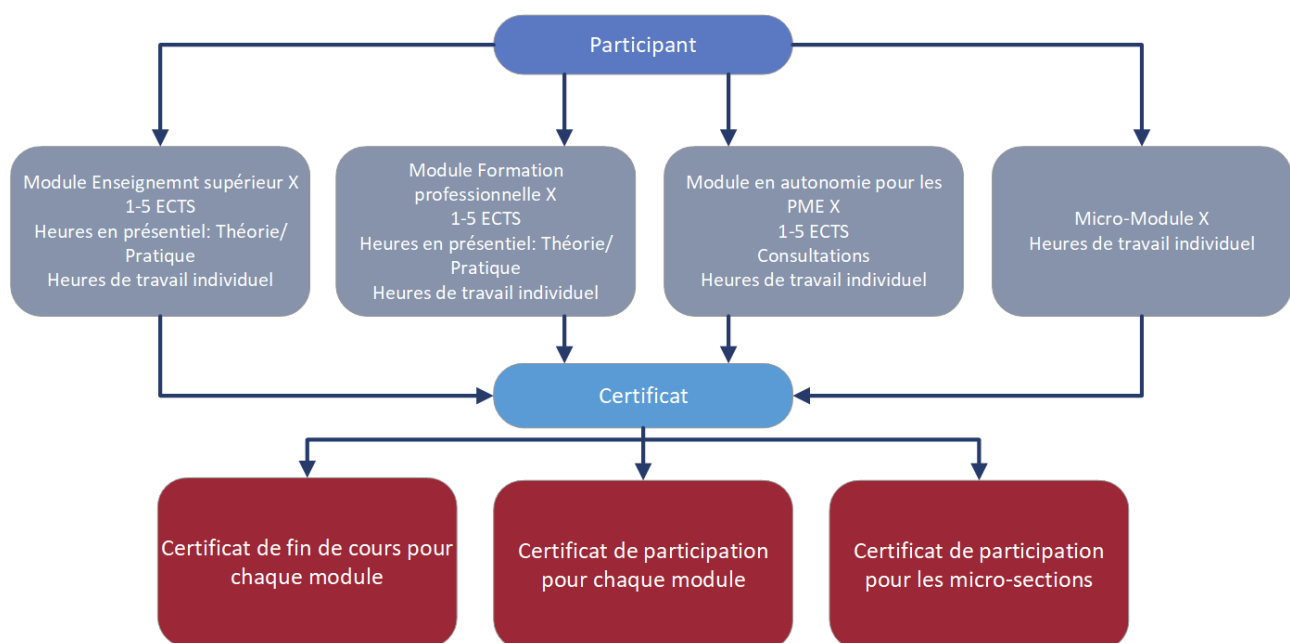 Participant
Module Enseignemnt supérieur X
1-5 ECTS
Heures en présentiel: Théorie/
Pratique
Heures de travail individuel
Module Formation
professionnelle X
1-5 ECTS
Heures en présentiel: Théorie/
Pratique
Heures de travail individuel
Module en autonomie pour les
PME X
1-5 ECTS
Consultations
Heures de travail individuel
Micro-Module X
Heures de travail individuel
Certificat
Certificat de fin de cours pour
chaque module
Certificat de participation
pour chaque module
Certificat de participation
pour les micro-sections